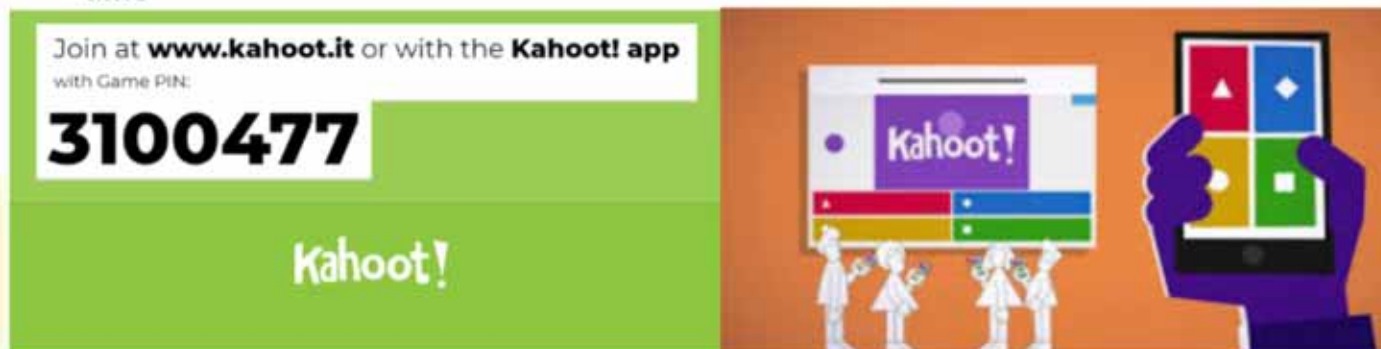 Join at www.kahoot.it or with the Kahoot! app
with Game PIN:
3100477
Kahoot!
Kahoot!